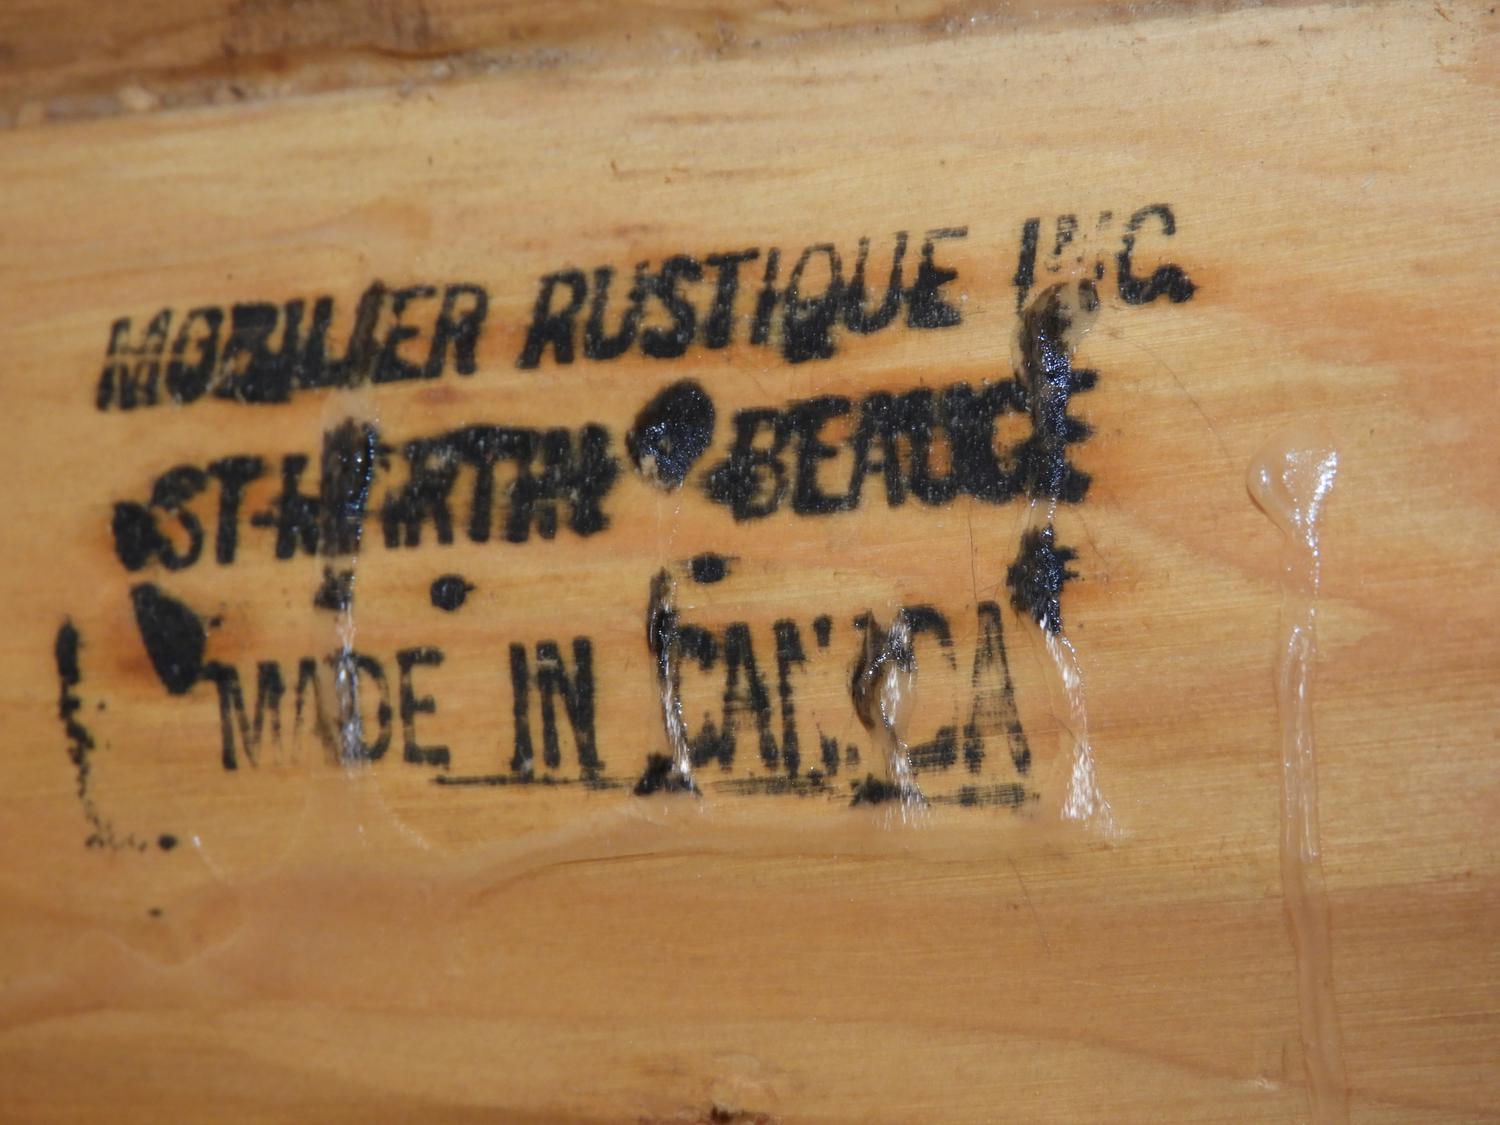 MOBILIER RUSTIQUE INC.
ST-MARTIN BEAUCE
MADE IN CANADA